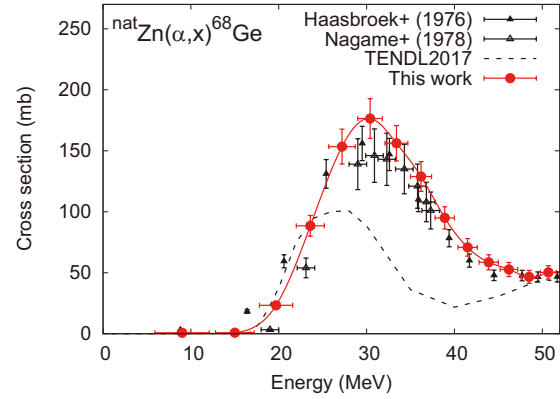 natZn(α,x)68Ge
Haasbroek+ (1976)
Nagame+ (1978)
TENDL2017
This work
250
200
150
100
50
0
0 10 20 30 40 50
Cross section (mb)
Energy (MeV)